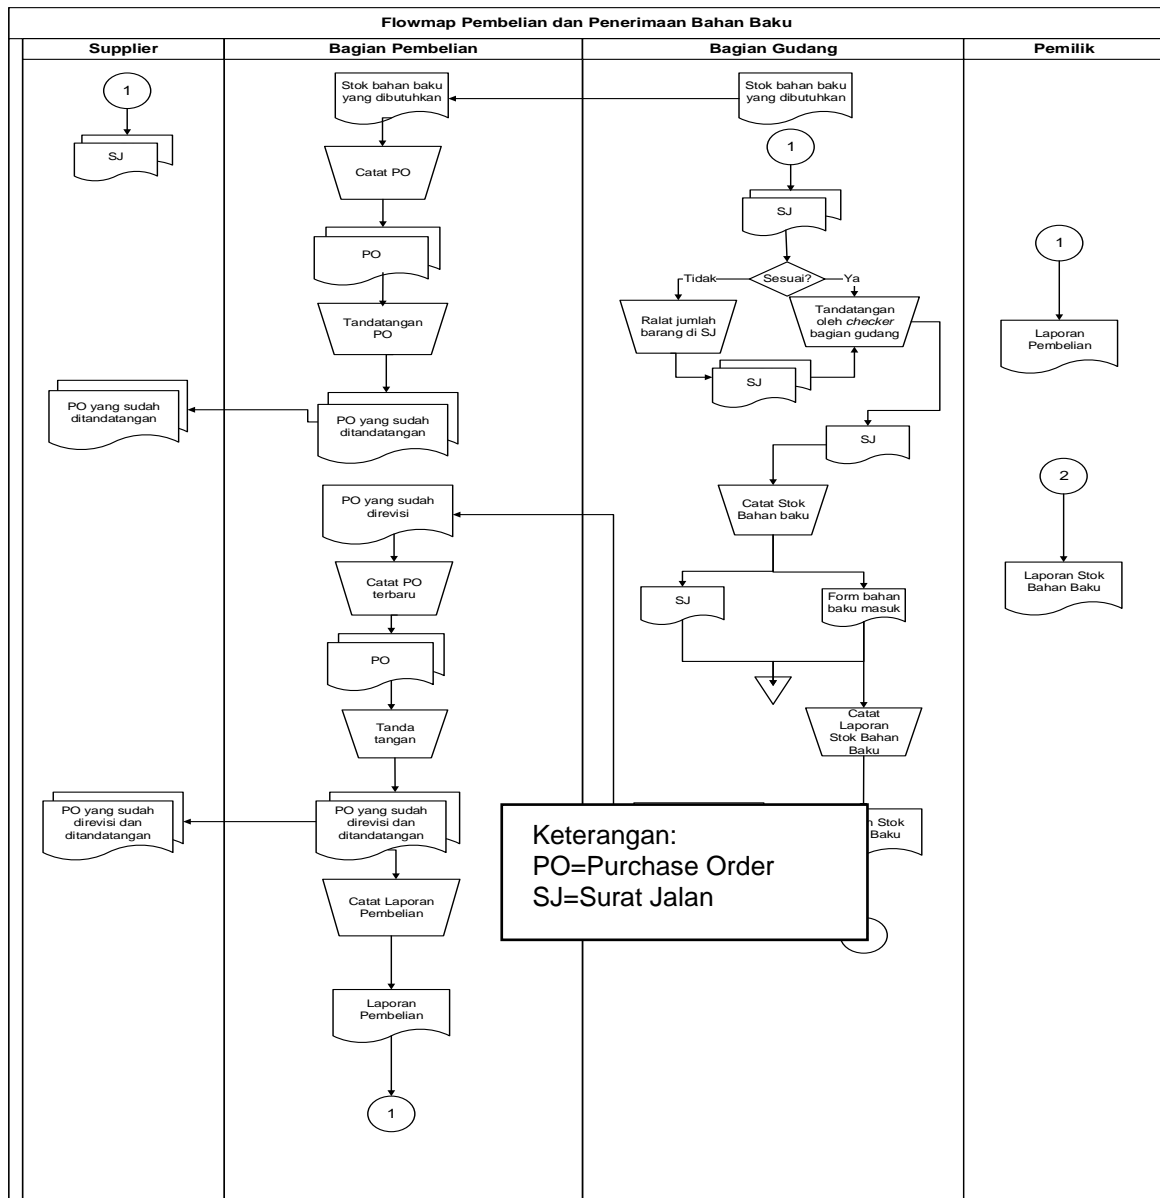 Flowmap Pembelian dan Penerimaan Bahan Baku
Supplier
Bagian Pembelian
Bagian Gudang
Pemilik
1
SJ
PO yang sudah
ditandatangan
PO yang sudah
direvisi dan
ditandatangan
Stok bahan baku
yang dibutuhkan
Catat PO
PO
Tandatangan
PO
PO yang sudah
ditandatangan
PO yang sudah
direvisi
Catat PO
terbaru
PO
Tanda
tangan
PO yang sudah
direvisi dan
ditandatangan
Catat Laporan
Pembelian
Laporan
Pembelian
1
Stok bahan baku
yang dibutuhkan
1
SJ
Sesuai?
Tidak
Ya
Ralat jumlah
barang di SJ
Tandatangan
oleh checker
bagian gudang
SJ
SJ
Catat Stok
Bahan baku
SJ
Form bahan
baku masuk
Catat
Laporan
Stok Bahan
Baku
Stok
Baku
Keterangan:
PO=Purchase Order
SJ=Surat Jalan
1
Laporan
Pembelian
2
Laporan Stok
Bahan Baku